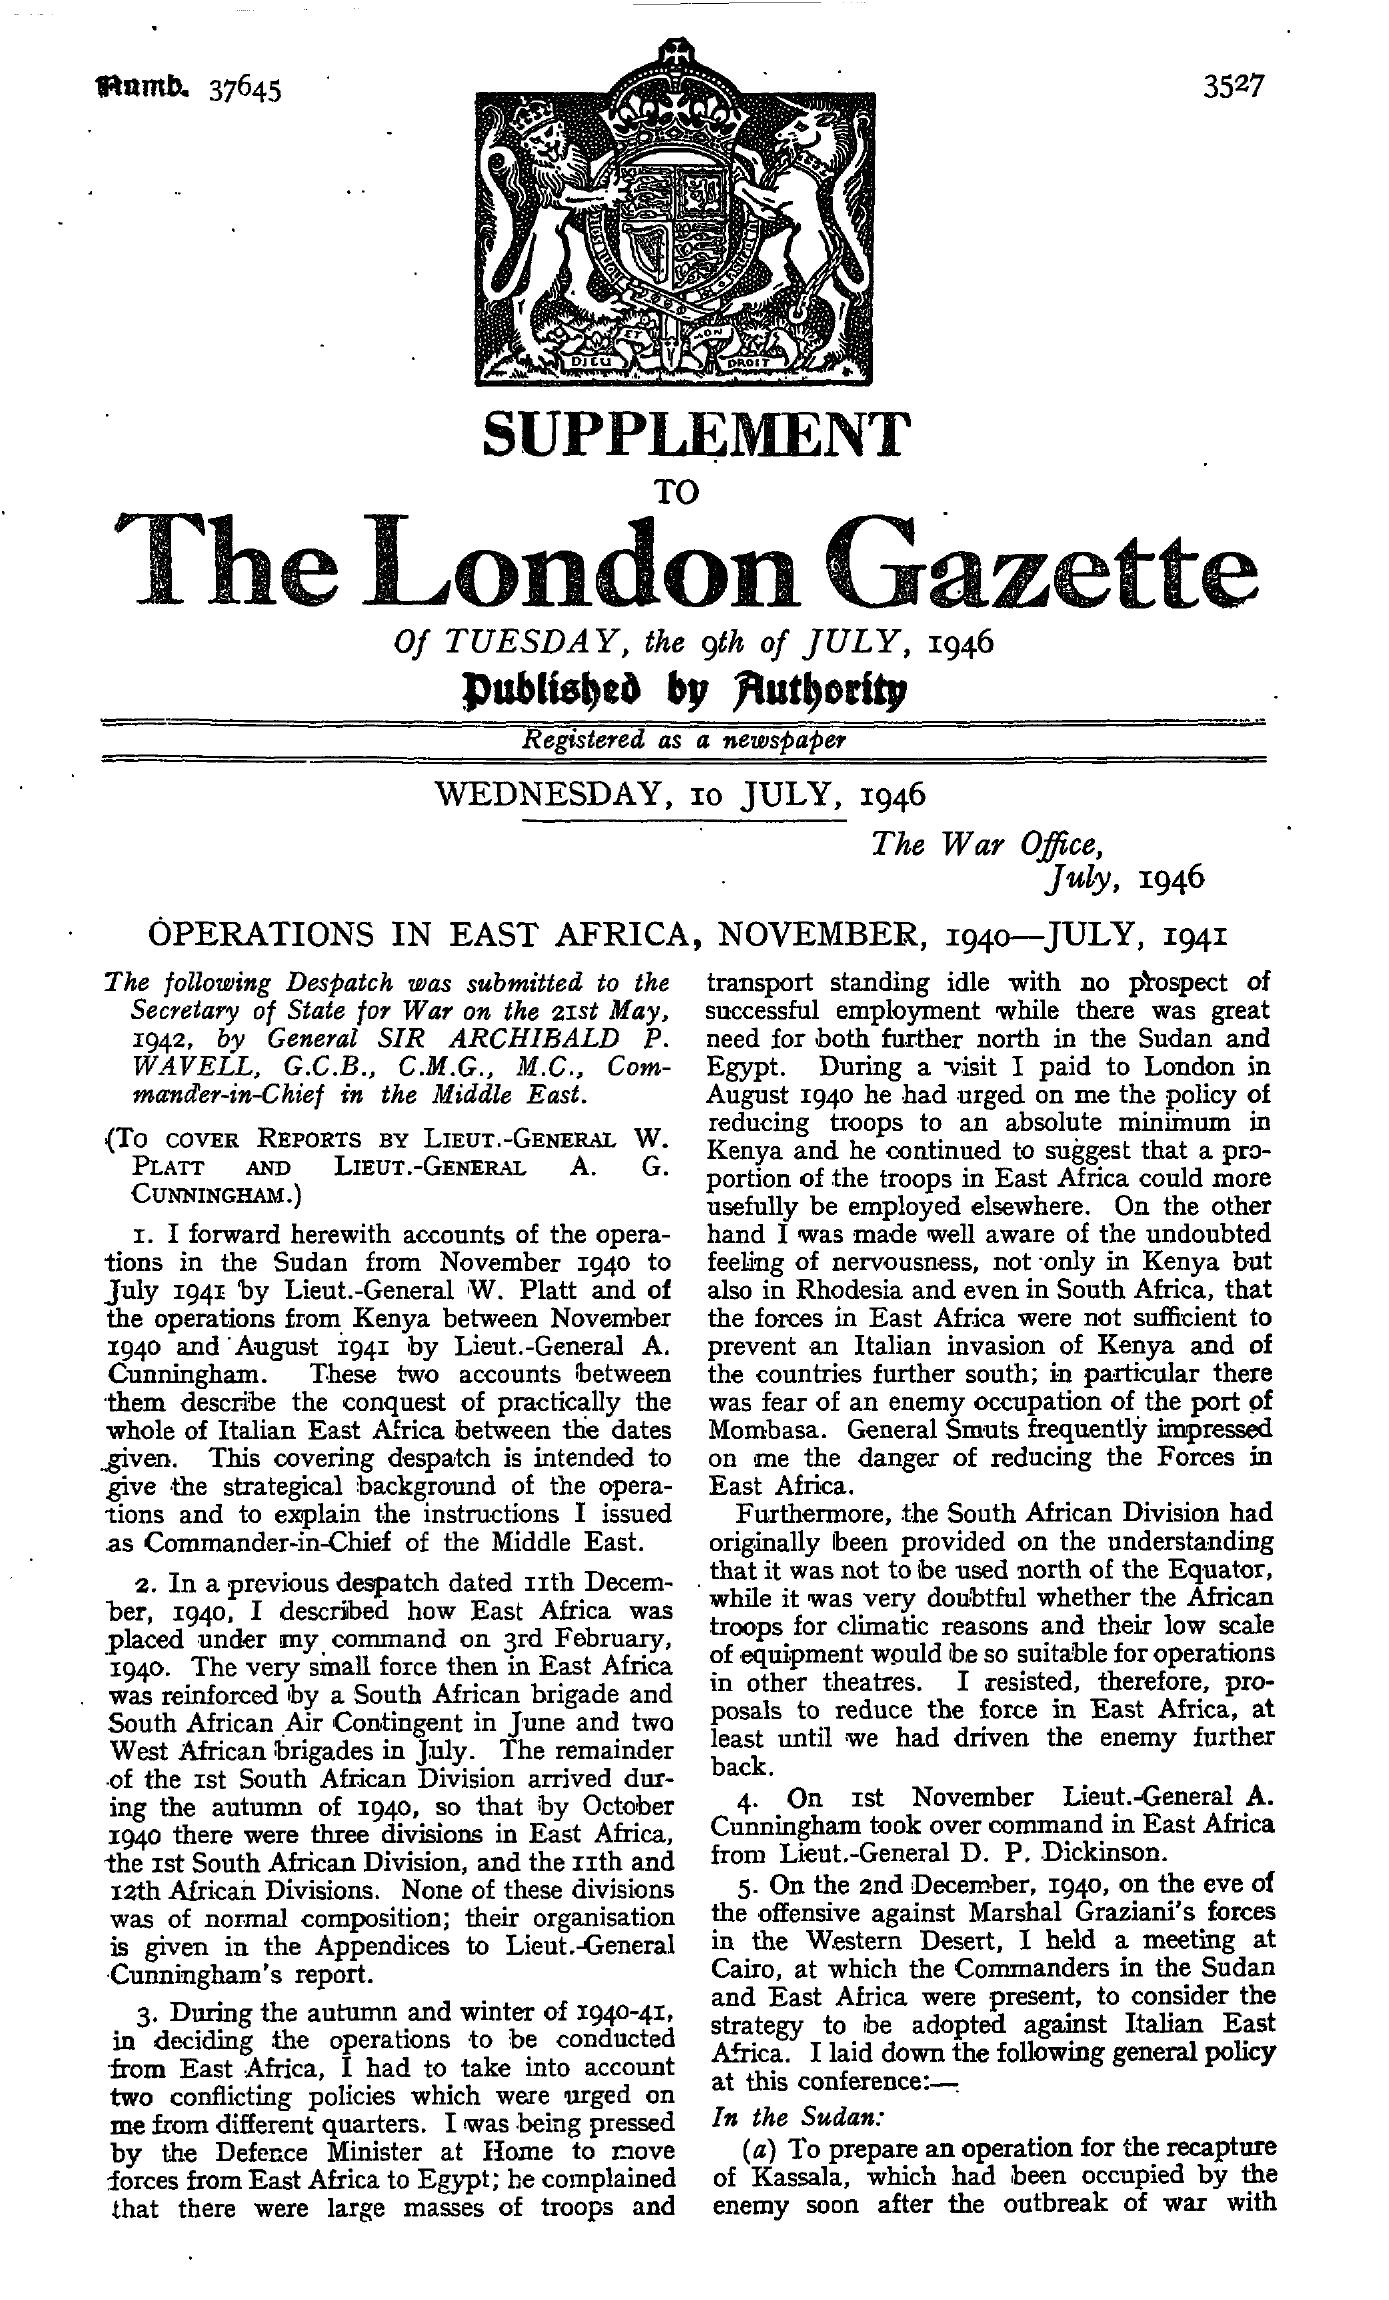 Numb. 37645
3527
DIEU ET MON DROIT
SUPPLEMENT
TO
The London Gazette
Of TUESDAY, the 9th of JULY, 1946
Published by Authority
Registered as a newspaper
WEDNESDAY, 10 JULY, 1946
The War Office,
July, 1946
OPERATIONS IN EAST AFRICA, NOVEMBER, 1940—JULY, 1941
The following Despatch was submitted to the
Secretary of State for War on the 21st May,
1942, by General SIR ARCHIBALD P.
WAVELL, G.C.B., C.M.G., M.C., Com-
mander-in-Chief in the Middle East.
(TO COVER REPORTS BY LIEUT.-GENERAL W.
PLATT AND LIEUT.-GENERAL A. G.
CUNNINGHAM.)
1. I forward herewith accounts of the opera-
tions in the Sudan from November 1940 to
July 1941 by Lieut.-General W. Platt and of
the operations from Kenya between November
1940 and August 1941 by Lieut.-General A.
Cunningham. These two accounts between
them describe the conquest of practically the
whole of Italian East Africa between the dates
given. This covering despatch is intended to
give the strategical background of the opera-
tions and to explain the instructions I issued
as Commander-in-Chief of the Middle East.
2. In a previous despatch dated 11th Decem-
ber, 1940, I described how East Africa was
placed under my command on 3rd February,
1940. The very small force then in East Africa
was reinforced by a South African brigade and
South African Air Contingent in June and two
West African brigades in July. The remainder
of the 1st South African Division arrived dur-
ing the autumn of 1940, so that by October
1940 there were three divisions in East Africa,
the 1st South African Division, and the 11th and
12th African Divisions. None of these divisions
was of normal composition; their organisation
is given in the Appendices to Lieut.-General
Cunningham's report.
3. During the autumn and winter of 1940-41,
in deciding the operations to be conducted
from East Africa, I had to take into account
two conflicting policies which were urged on
me from different quarters. I was being pressed
by the Defence Minister at Home to move
forces from East Africa to Egypt; he complained
that there were large masses of troops and
transport standing idle with no prospect of
successful employment while there was great
need for both further north in the Sudan and
Egypt. During a visit I paid to London in
August 1940 he had urged on me the policy of
reducing troops to an absolute minimum in
Kenya and he continued to suggest that a pro-
portion of the troops in East Africa could more
usefully be employed elsewhere. On the other
hand I was made well aware of the undoubted
feeling of nervousness, not only in Kenya but
also in Rhodesia and even in South Africa, that
the forces in East Africa were not sufficient to
prevent an Italian invasion of Kenya and of
the countries further south; in particular there
was fear of an enemy occupation of the port of
Mombasa. General Smuts frequently impressed
on me the danger of reducing the Forces in
East Africa.
Furthermore, the South African Division had
originally been provided on the understanding
that it was not to be used north of the Equator,
while it was very doubtful whether the African
troops for climatic reasons and their low scale
of equipment would be so suitable for operations
in other theatres. I resisted, therefore, pro-
posals to reduce the force in East Africa, at
least until we had driven the enemy further
back.
4. On 1st November Lieut.-General A.
Cunningham took over command in East Africa
from Lieut.-General D. P. Dickinson.
5. On the 2nd December, 1940, on the eve of
the offensive against Marshal Graziani's forces
in the Western Desert, I held a meeting at
Cairo, at which the Commanders in the Sudan
and East Africa were present, to consider the
strategy to be adopted against Italian East
Africa. I laid down the following general policy
at this conference:—
In the Sudan:
(a) To prepare an operation for the recapture
of Kassala, which had been occupied by the
enemy soon after the outbreak of war with